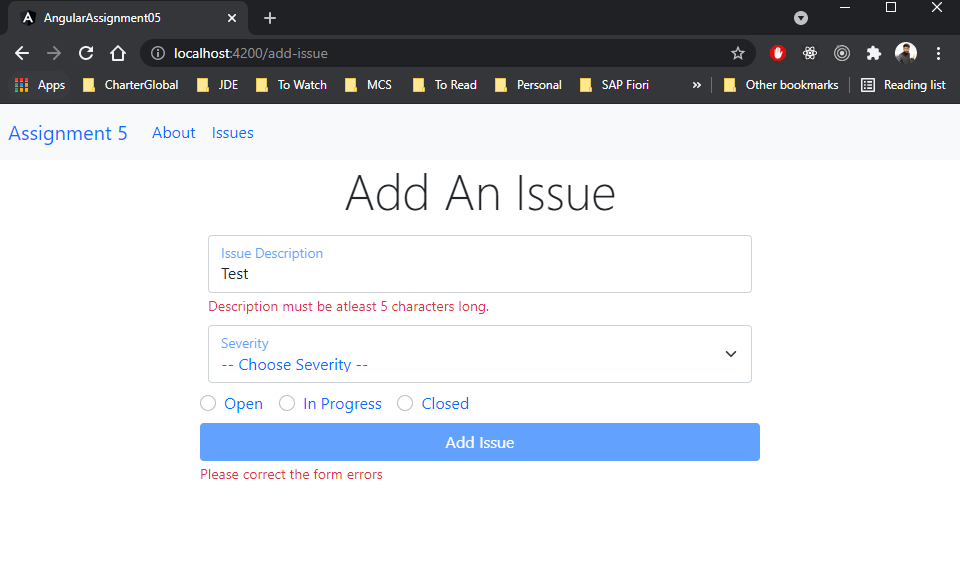 AngularAssignment05
localhost:4200/add-issue
Apps CharterGlobal JDE To Watch MCS To Read Personal SAP Fiori » Other bookmarks Reading list
Assignment 5 About Issues
Add An Issue
Issue Description
Test
Description must be atleast 5 characters long.
Severity
-- Choose Severity --
Open In Progress Closed
Add Issue
Please correct the form errors